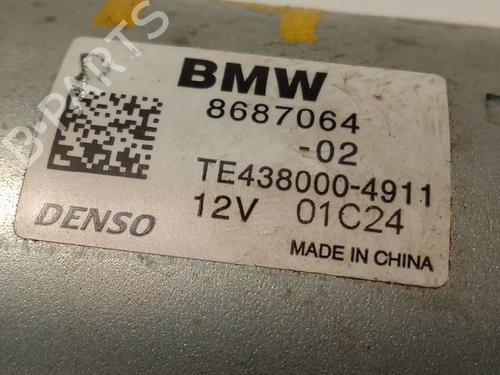 B-PARTS
BMW
8687064
-02
TE438000-4911
DENSO
12V 01C24
MADE IN CHINA